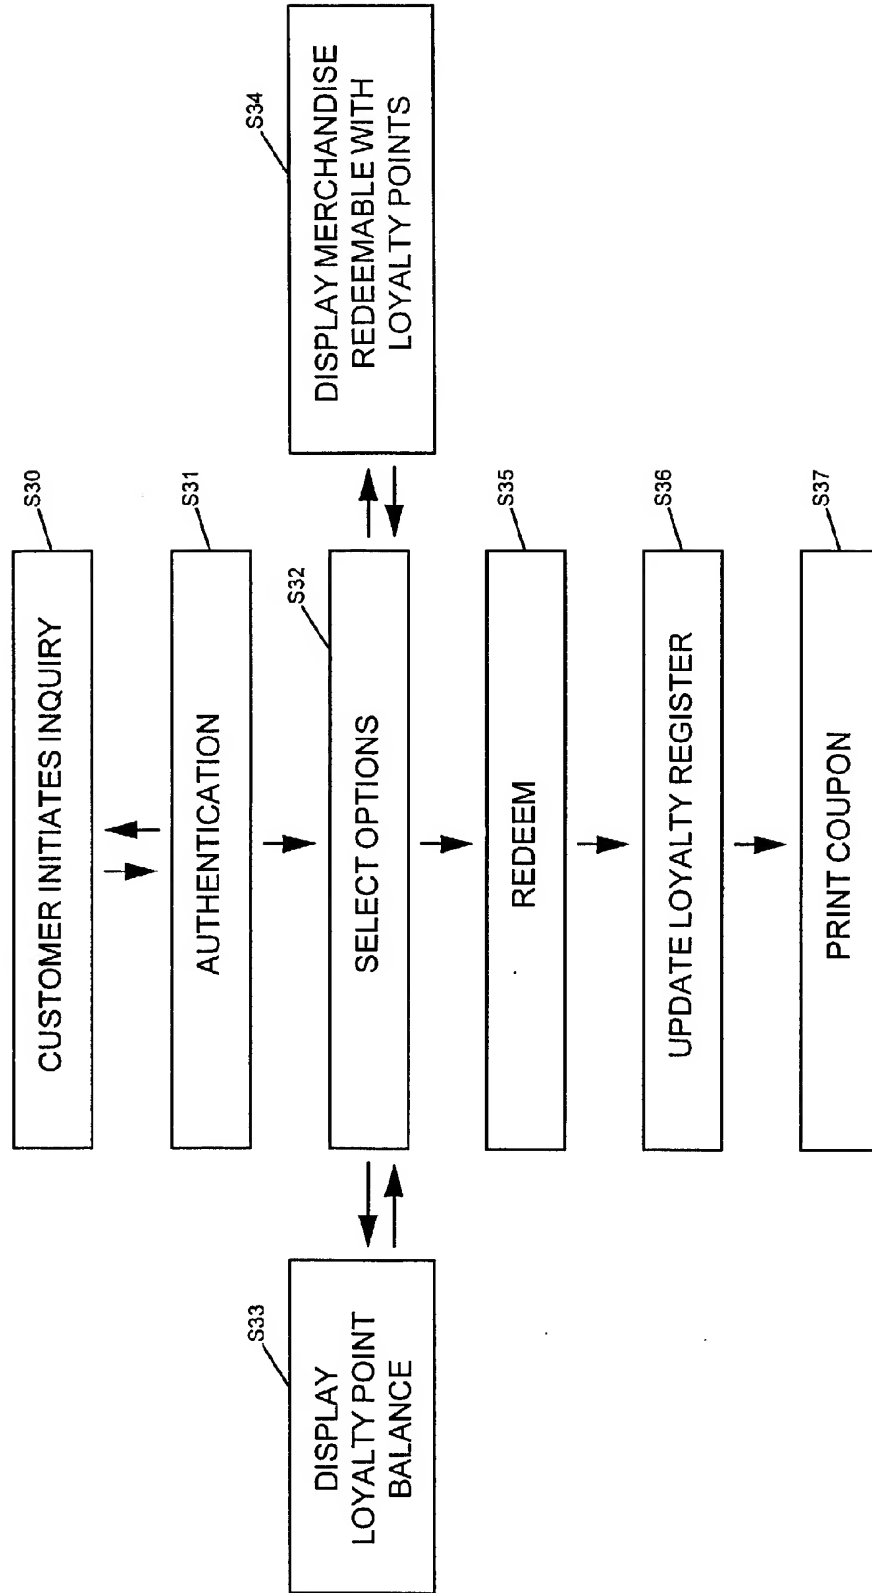 S30
CUSTOMER INITIATES INQUIRY
S31
AUTHENTICATION
S32
SELECT OPTIONS
S33
DISPLAY
LOYALTY POINT
BALANCE
S34
DISPLAY MERCHANDISE
REDEEMABLE WITH
LOYALTY POINTS
S35
REDEEM
S36
UPDATE LOYALTY REGISTER
S37
PRINT COUPON